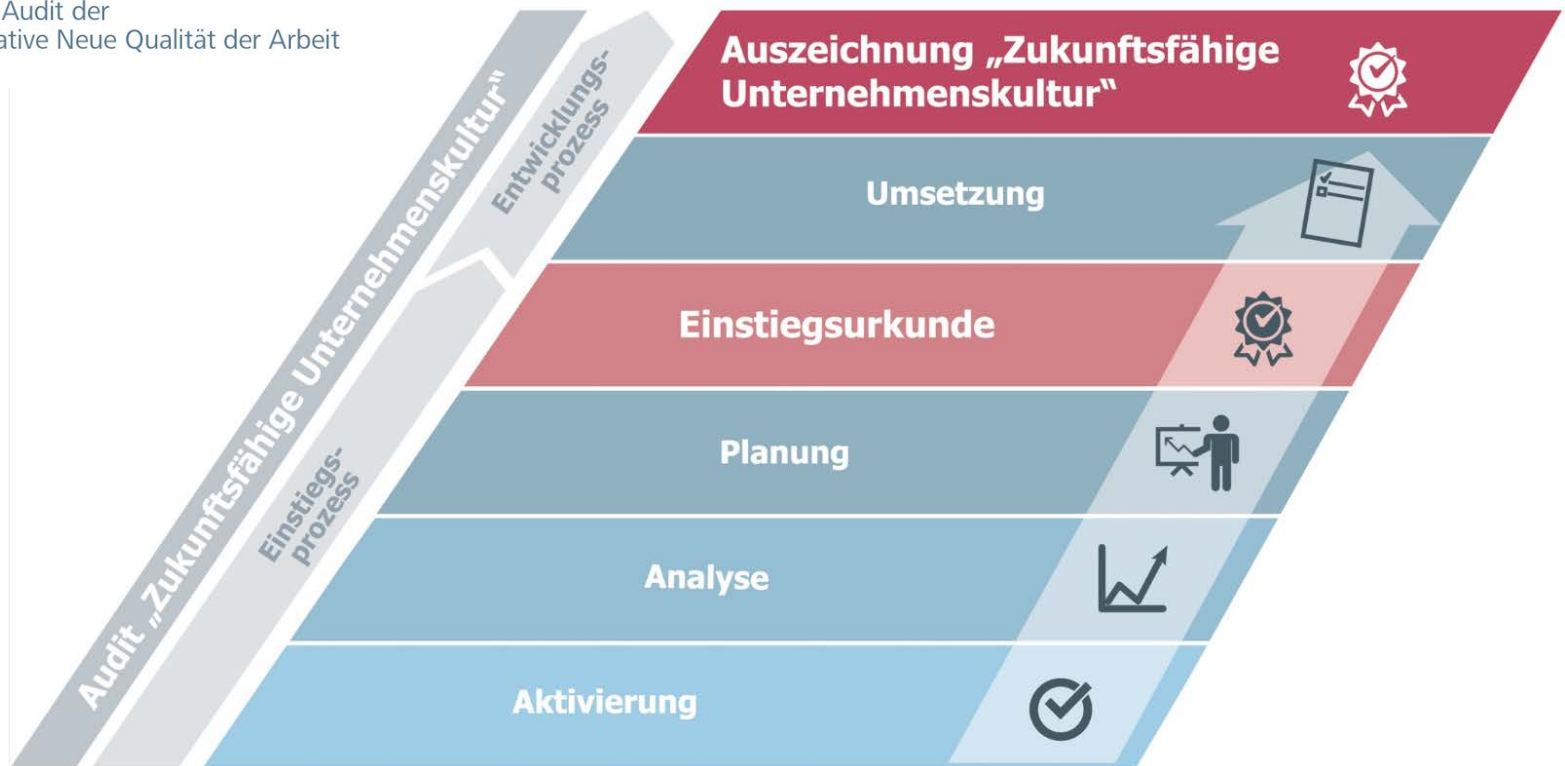 Audit der
ative Neue Qualität der Arbeit
Audit „Zukunftsfähige Unternehmenskultur“
Entwicklungs-
prozess
Einstiegs-
prozess
Auszeichnung „Zukunftsfähige
Unternehmenskultur“
Umsetzung
Einstiegsurkunde
Planung
Analyse
Aktivierung